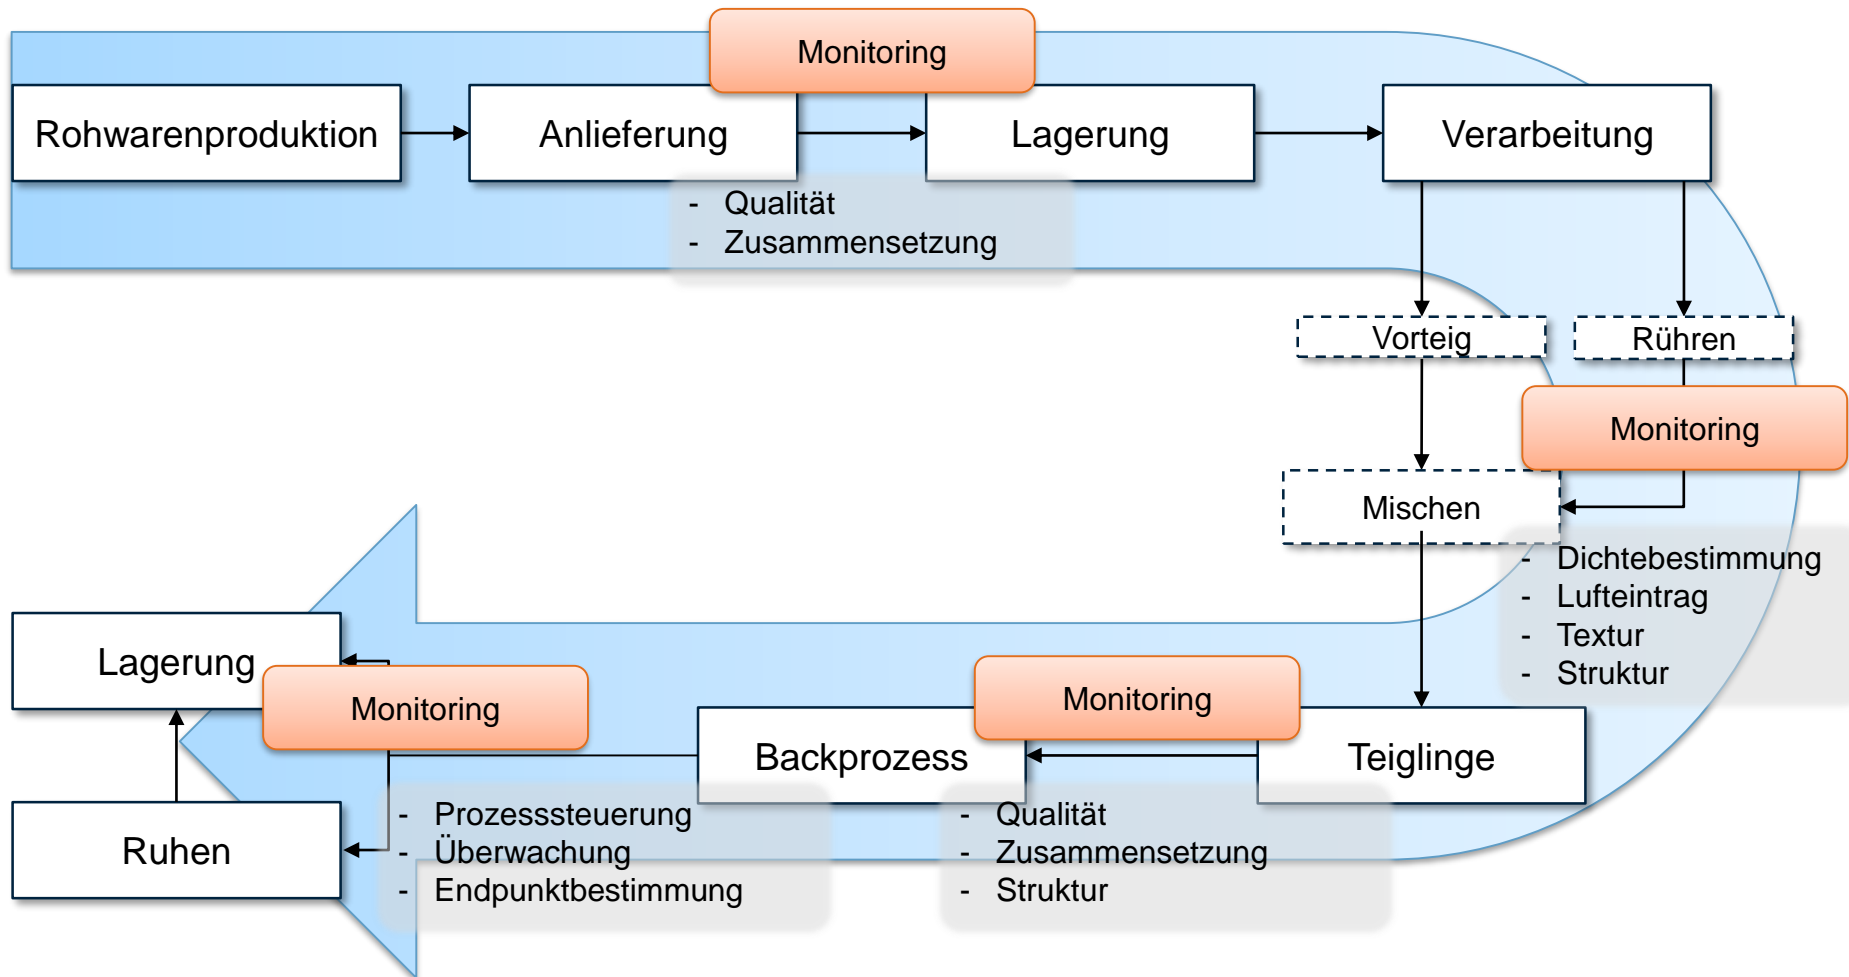 Monitoring
Rohwarenproduktion
Anlieferung
Lagerung
Verarbeitung
- Qualität
- Zusammensetzung
Vorteig
Rühren
Monitoring
Mischen
- Dichtebestimmung
- Lufteintrag
- Textur
- Struktur
Lagerung
Monitoring
Backprozess
Monitoring
Teiglinge
Ruhen
- Prozesssteuerung
- Überwachung
- Endpunktbestimmung
- Qualität
- Zusammensetzung
- Struktur